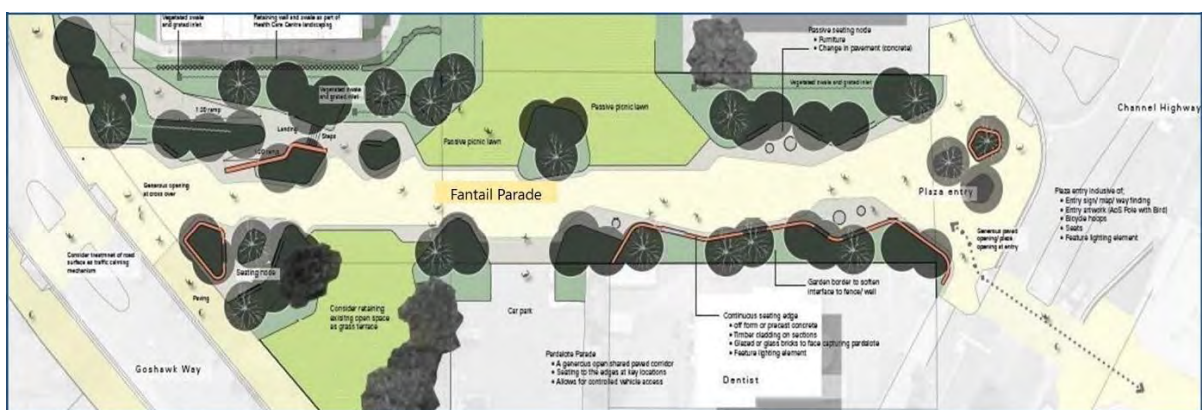 Vegetated swale
and grated inlet
Retaining wall and swale as part of
Health Care Centre landscaping
Passive seating node
• Furniture
• Change in pavement (concrete)
Vegetated swale
and grated inlet
Vegetated swale and grated inlet
Paving
1:20 ramp
Landing
Steps
1:20 ramp
Passive picnic lawn
Passive picnic lawn
Channel Highway
Generous opening
at cross over
Fantail Parade
Plaza entry
Plaza entry inclusive of;
• Entry sign/ map/ way finding
• Entry artwork (AoS Pole with Bird)
• Bicycle hoops
• Seats
• Feature lighting element
Generous paved
opening/ place
opening at entry
Consider treatment of road
surface as traffic calming
mechanism
Seating node
Paving
Consider retaining
existing open space
as grass terrace
Car park
Garden border to soften
interface to fence/ wall
Continuous seating edge
• off form or precast concrete
• Timber cladding on sections
• Glazed or glass bricks to face capturing pardalote
• Feature lighting element
Pardalote Parade
• A generous open shared paved corridor
• Seating to the edges at key locations
• Allows for controlled vehicle access
Goshawk Way
Dentist